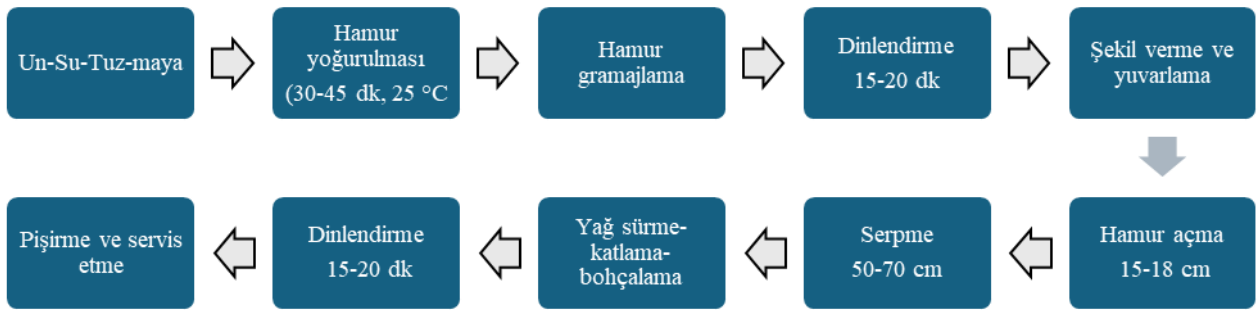 Un-Su-Tuz-maya
Hamur
yoğurulması
(30-45 dk, 25 °C
Hamur
gramajlama
Dinlendirme
15-20 dk
Şekil verme ve
yuvarlama
Hamur açma
15-18 cm
Serpme
50-70 cm
Yağ sürme-
katlama-
bohçalama
Dinlendirme
15-20 dk
Pişirme ve servis
etme